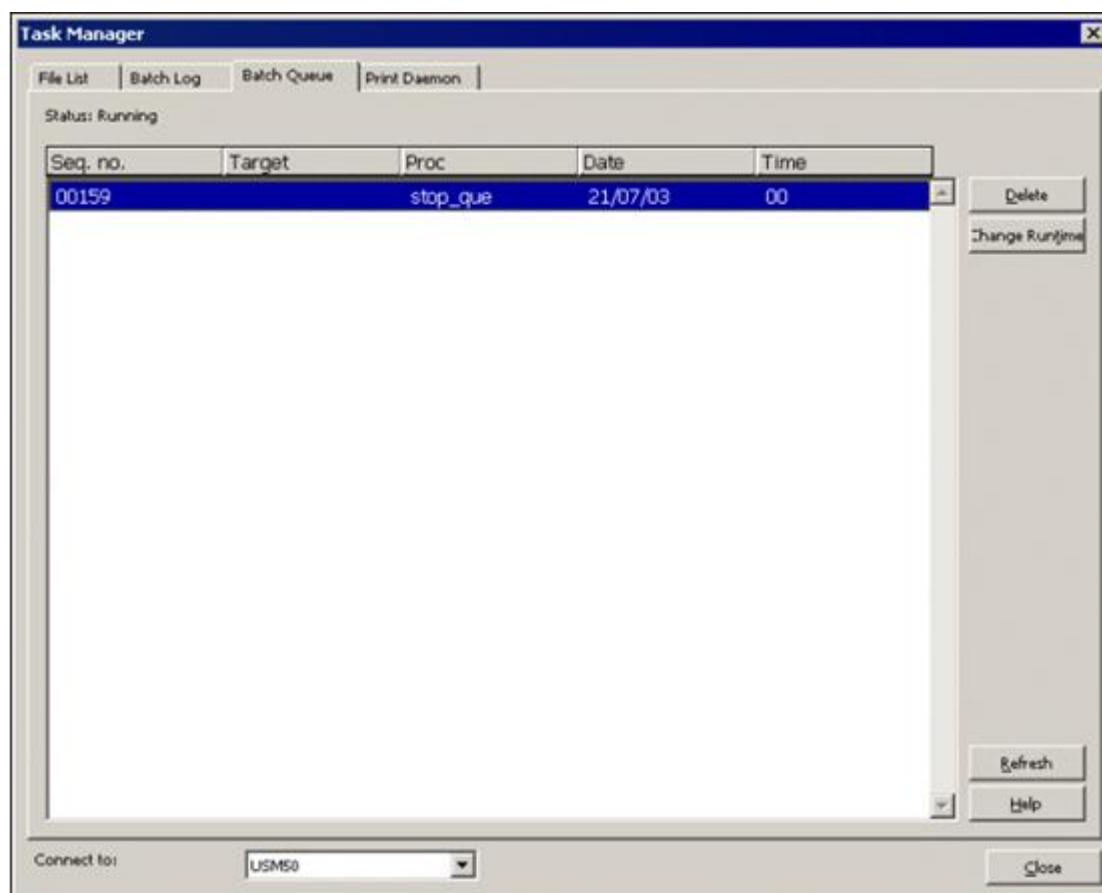 Task Manager
File List Batch Log Batch Queue Print Daemon
Status: Running
Seq. no. Target Proc Date Time
00159 stop_que 21/07/03 00
Delete
Change Runtime
Refresh
Help
Connect to: USM50
Close